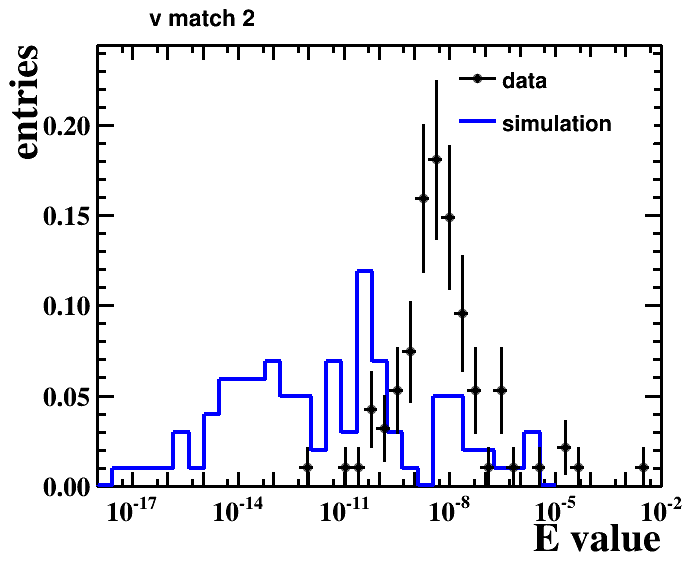 v match 2
entries
data
simulation
0.20
0.15
0.10
0.05
0.00
10-17
10-14
10-11
10-8
10-5
10-2
E value